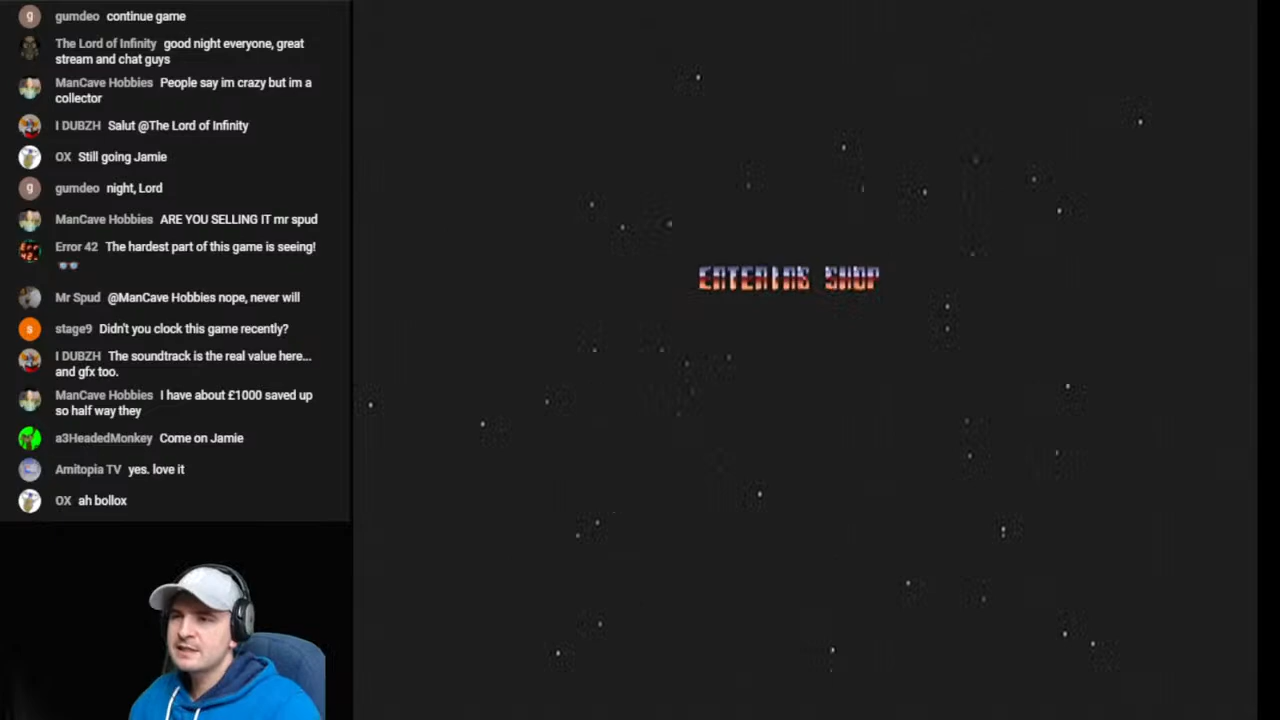 gumdeo continue game
The Lord of Infinity good night everyone, great
stream and chat guys
ManCave Hobbies People say im crazy but im a
collector
I DUBZH Salut @The Lord of Infinity
OX Still going Jamie
gumdeo night, Lord
ManCave Hobbies ARE YOU SELLING IT mr spud
Error 42 The hardest part of this game is seeing!
👓
Mr Spud @ManCave Hobbies nope, never will
stage9 Didn't you clock this game recently?
I DUBZH The soundtrack is the real value here...
and gfx too.
ManCave Hobbies I have about £1000 saved up
so half way they
a3HeadedMonkey Come on Jamie
Amitopia TV yes. love it
OX ah bollox
ENTERING SHOP